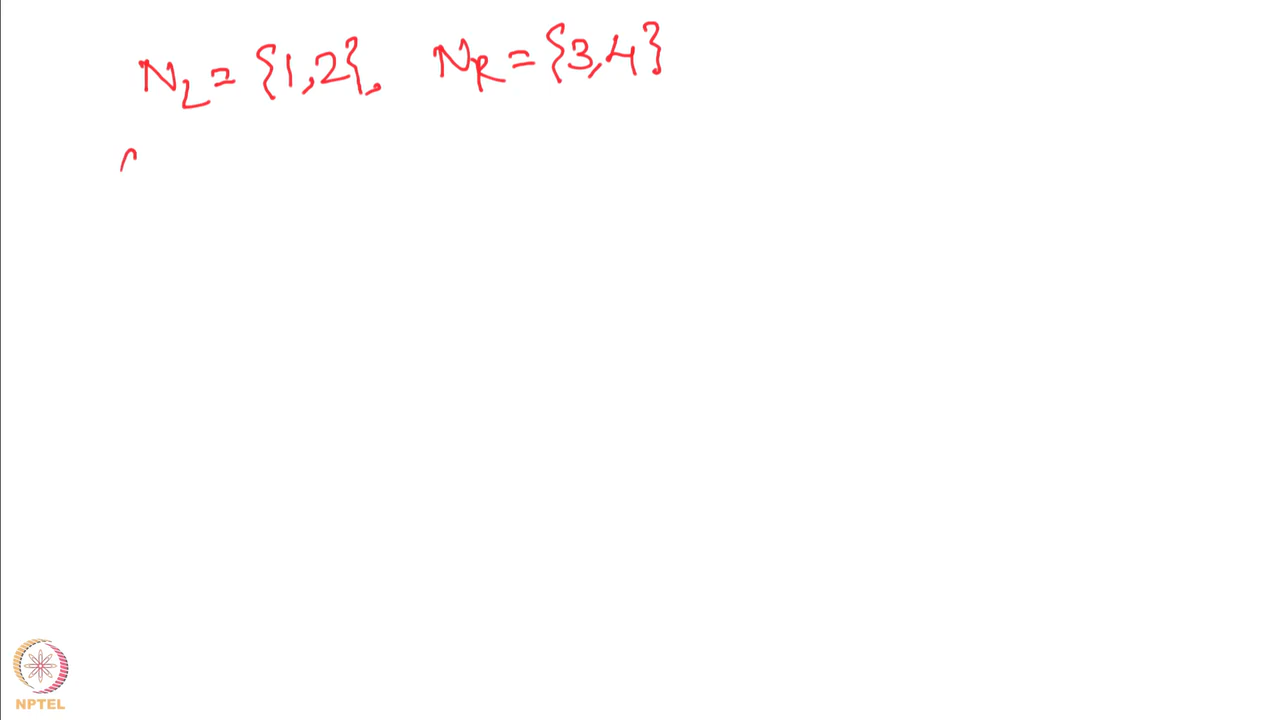 N_L = {1,2}, N_R = {3,4}
NPTEL